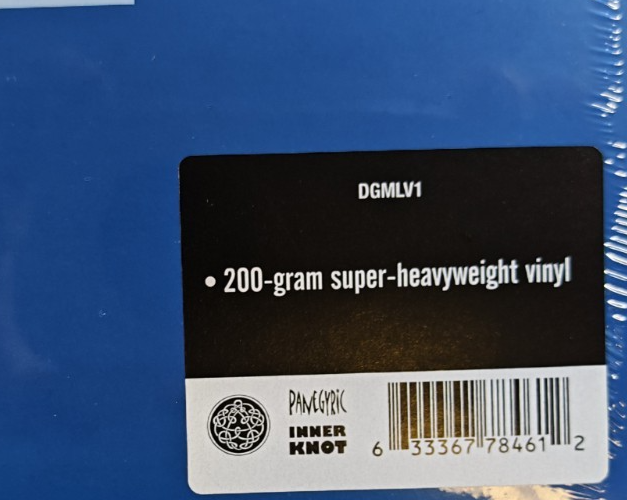 DGMLV1
• 200-gram super-heavyweight vinyl
PANEGYRIC
INNER
KNOT
6 33367 78461 2